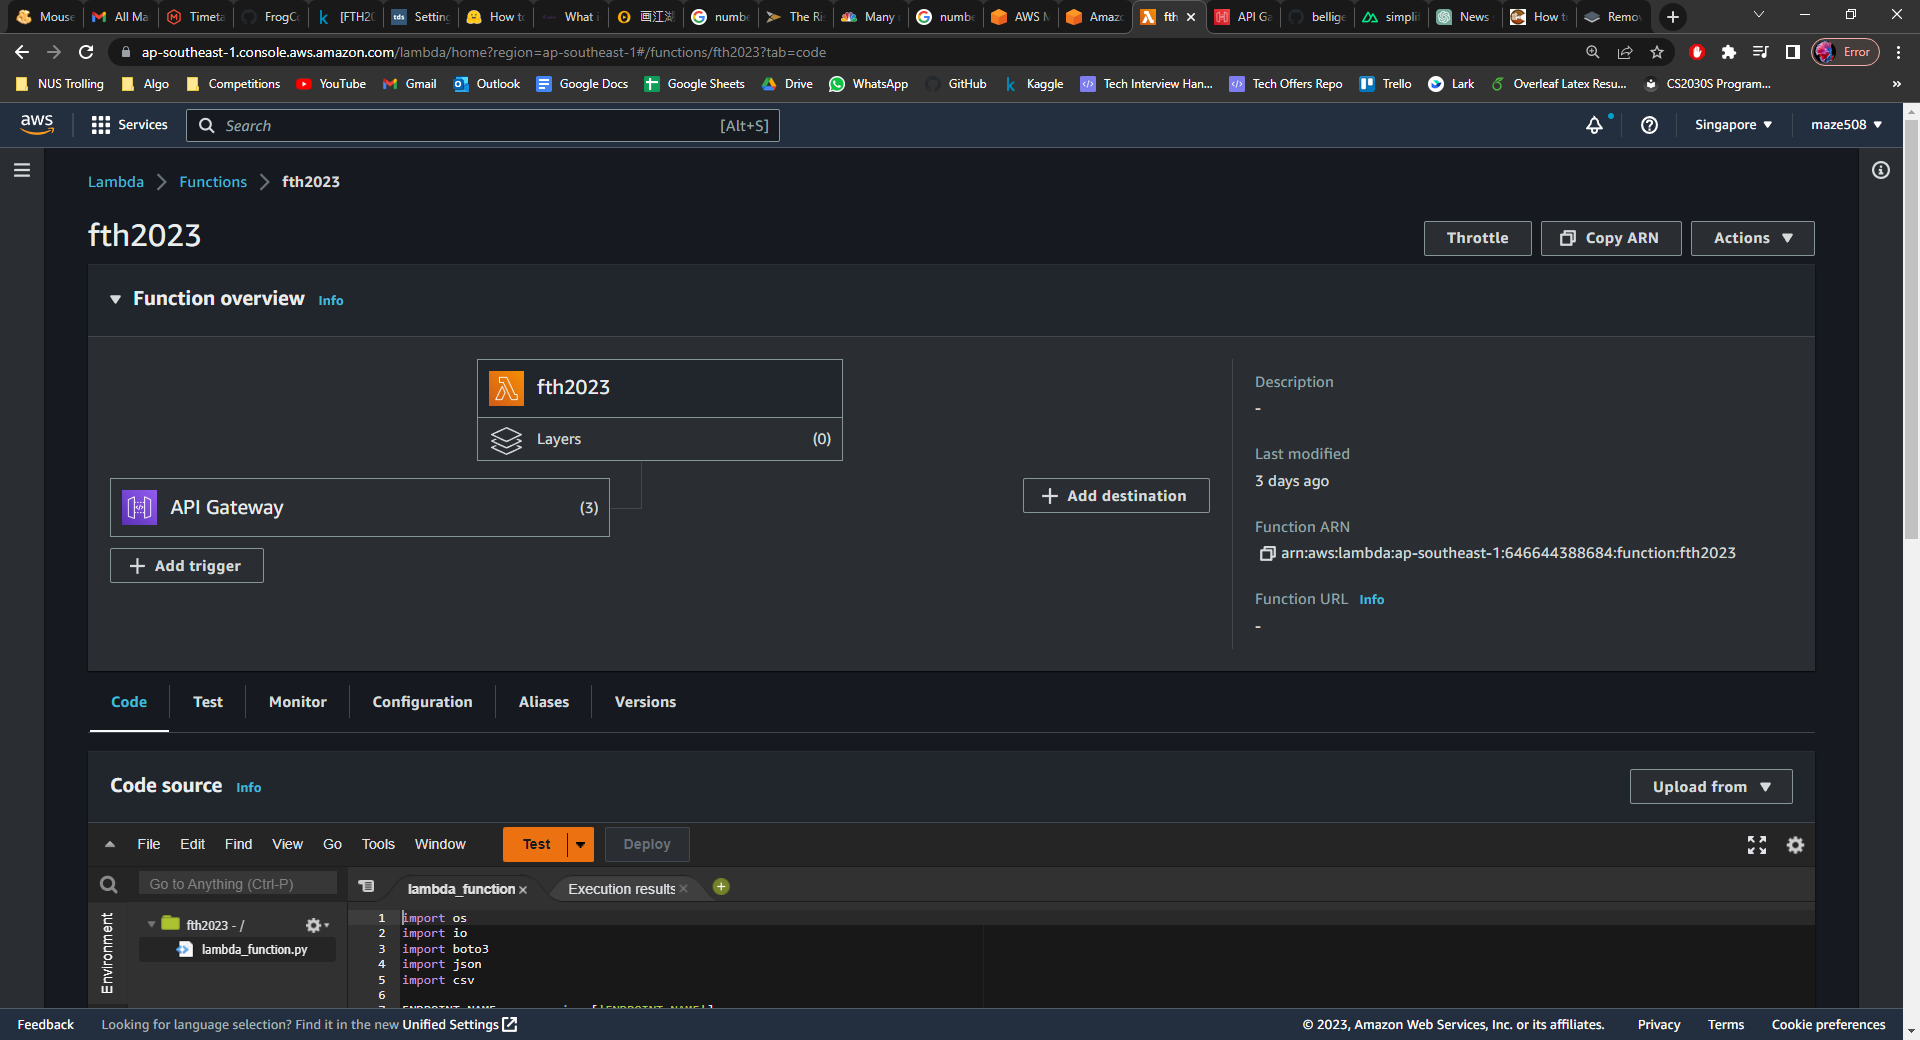 Mouse
All Ma
Timeta
FrogCo
[FTH20
Setting
How to
What i
画江湖
numbe
The Ri
Many
numbe
AWS M
Amazo
fth
API Ga
bellige
simplif
News
How to
Remov
ap-southeast-1.console.aws.amazon.com/lambda/home?region=ap-southeast-1#/functions/fth2023?tab=code
Error
NUS Trolling
Algo
Competitions
YouTube
Gmail
Outlook
Google Docs
Google Sheets
Drive
WhatsApp
GitHub
Kaggle
Tech Interview Han...
Tech Offers Repo
Trello
Lark
Overleaf Latex Resu...
CS2030S Program...
»
aws
Services
Search
[Alt+S]
Singapore
maze508
Lambda
Functions
fth2023
fth2023
Throttle
Copy ARN
Actions
Function overview Info
fth2023
Layers (0)
API Gateway (3)
+ Add trigger
+ Add destination
Description
-
Last modified
3 days ago
Function ARN
arn:aws:lambda:ap-southeast-1:646644388684:function:fth2023
Function URL Info
-
Code
Test
Monitor
Configuration
Aliases
Versions
Code source Info
Upload from
File Edit Find View Go Tools Window
Test
Deploy
Go to Anything (Ctrl-P)
lambda_function
Execution results
Environment
fth2023 - /
lambda_function.py
1 import os
2 import io
3 import boto3
4 import json
5 import csv
6
Feedback
Looking for language selection? Find it in the new Unified Settings
© 2023, Amazon Web Services, Inc. or its affiliates.
Privacy
Terms
Cookie preferences